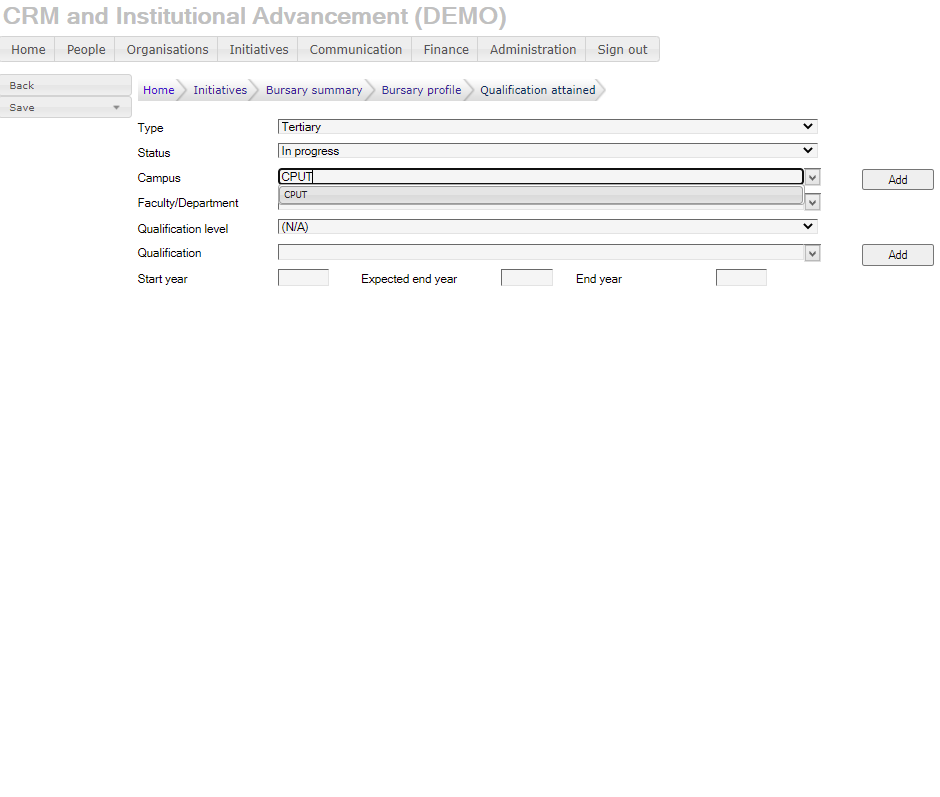 CRM and Institutional Advancement (DEMO)
Home People Organisations Initiatives Communication Finance Administration Sign out
Back
Save
Home Initiatives Bursary summary Bursary profile Qualification attained
Type Tertiary
Status In progress
Campus CPUT Add
CPUT
Faculty/Department
Qualification level (N/A)
Qualification Add
Start year Expected end year End year